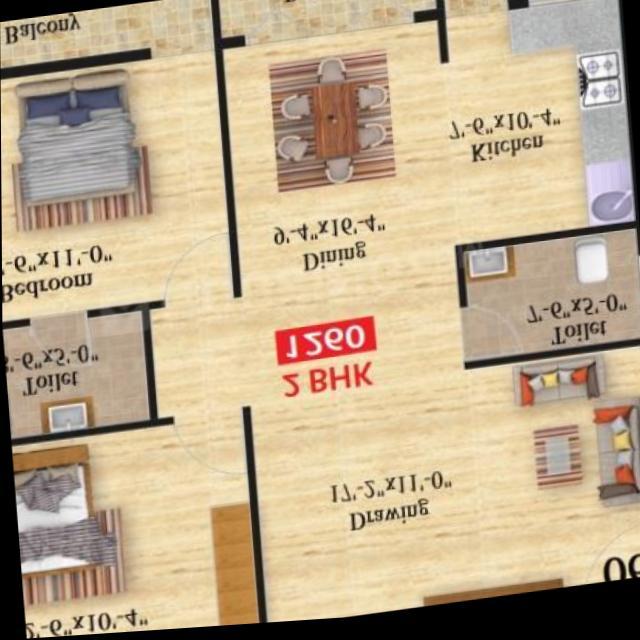 Balcony
7'-6"x10'-4"
Kitchen
9'-4"x16'-4"
Dining
-6"x11'-0"
Bedroom
7'-6"x5'-0"
Toilet
1260
2 BHK
-6"x5'-0"
Toilet
17'-2"x11'-0"
Drawing
-6"x10'-4"